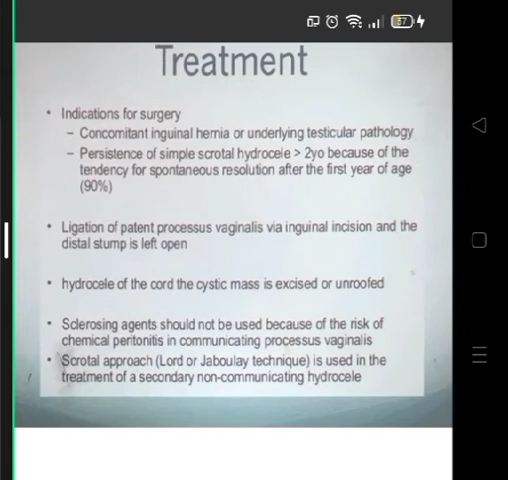 57
Treatment
• Indications for surgery
– Concomitant inguinal hernia or underlying testicular pathology
– Persistence of simple scrotal hydrocele > 2yo because of the
tendency for spontaneous resolution after the first year of age
(90%)
• Ligation of patent processus vaginalis via inguinal incision and the
distal stump is left open
• hydrocele of the cord the cystic mass is excised or unroofed
• Sclerosing agents should not be used because of the risk of
chemical peritonitis in communicating processus vaginalis
• Scrotal approach (Lord or Jaboulay technique) is used in the
treatment of a secondary non-communicating hydrocele